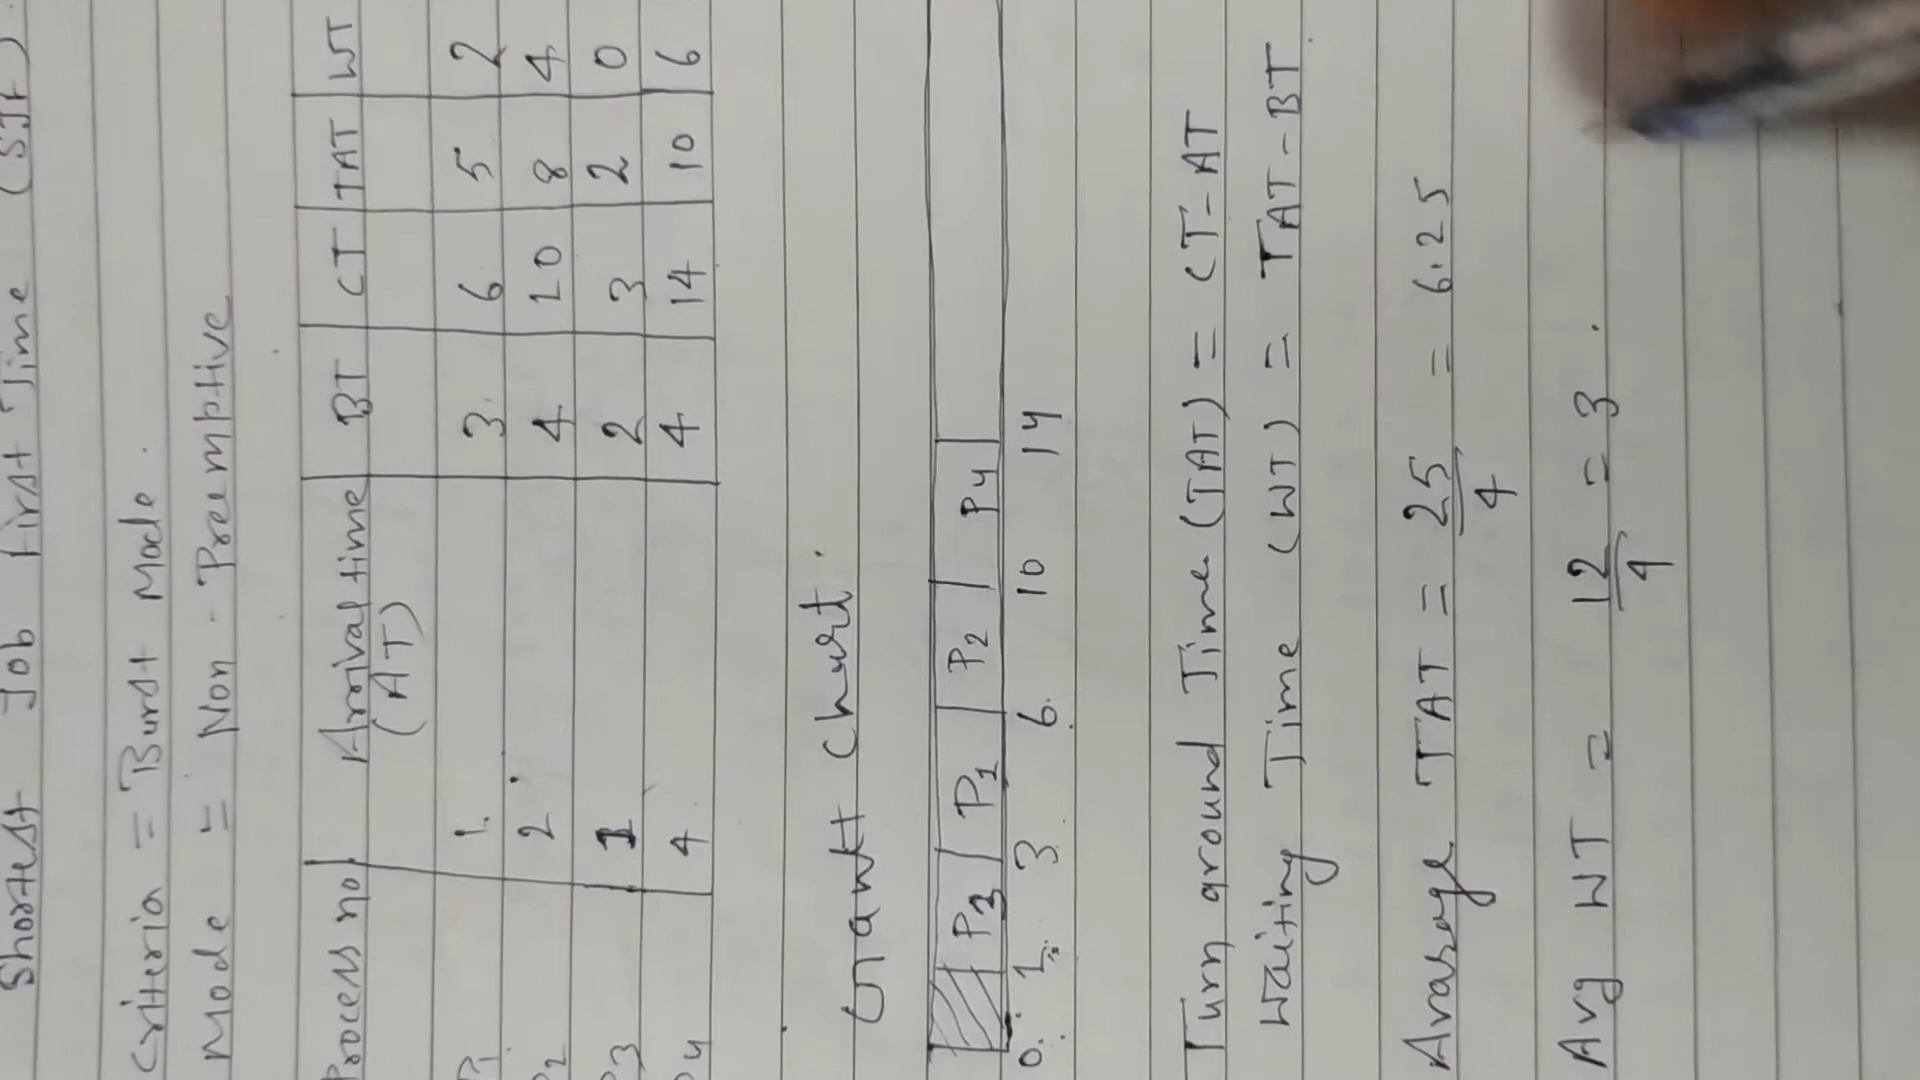 Shortest Job First Time (SJF)
Criteria = Burst Mode.
Mode = Non-Preemptive
Process no Arrival time (AT) BT CT TAT WT
P1 1 3 6 5 2
P2 2 4 10 8 4
P3 1 2 3 2 0
P4 4 4 14 10 6
Gnatt Chart.
P3 P1 P2 P4
0 1 3 6 10 14
Turn around Time (TAT) = CT-AT
Waiting Time (WT) = TAT-BT
Avarage TAT = 25/4 = 6.25
Avg WT = 12/4 = 3.